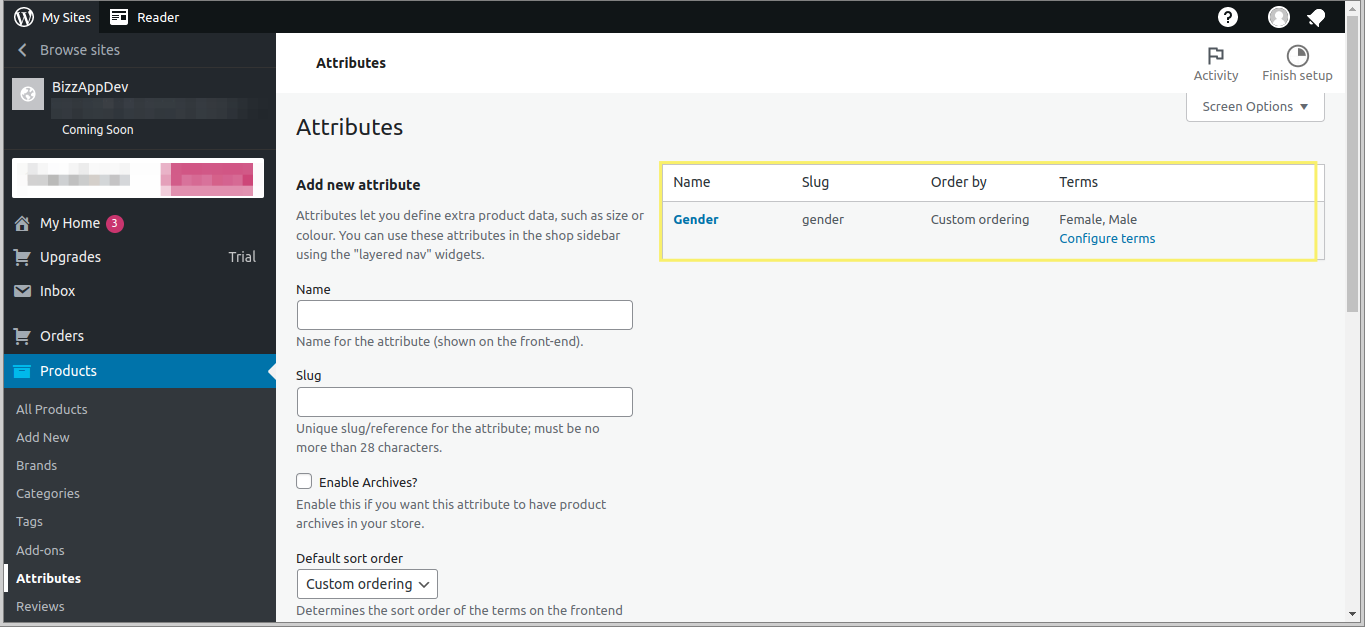 My Sites
Reader
Browse sites
BizzAppDev
Coming Soon
My Home 3
Upgrades Trial
Inbox
Orders
Products
All Products
Add New
Brands
Categories
Tags
Add-ons
Attributes
Reviews
Attributes
Activity
Finish setup
Screen Options
Attributes
Add new attribute
Attributes let you define extra product data, such as size or
colour. You can use these attributes in the shop sidebar
using the "layered nav" widgets.
Name
Name for the attribute (shown on the front-end).
Slug
Unique slug/reference for the attribute; must be no
more than 28 characters.
Enable Archives?
Enable this if you want this attribute to have product
archives in your store.
Default sort order
Custom ordering
Determines the sort order of the terms on the frontend
Name Slug Order by Terms
Gender gender Custom ordering Female, Male
Configure terms